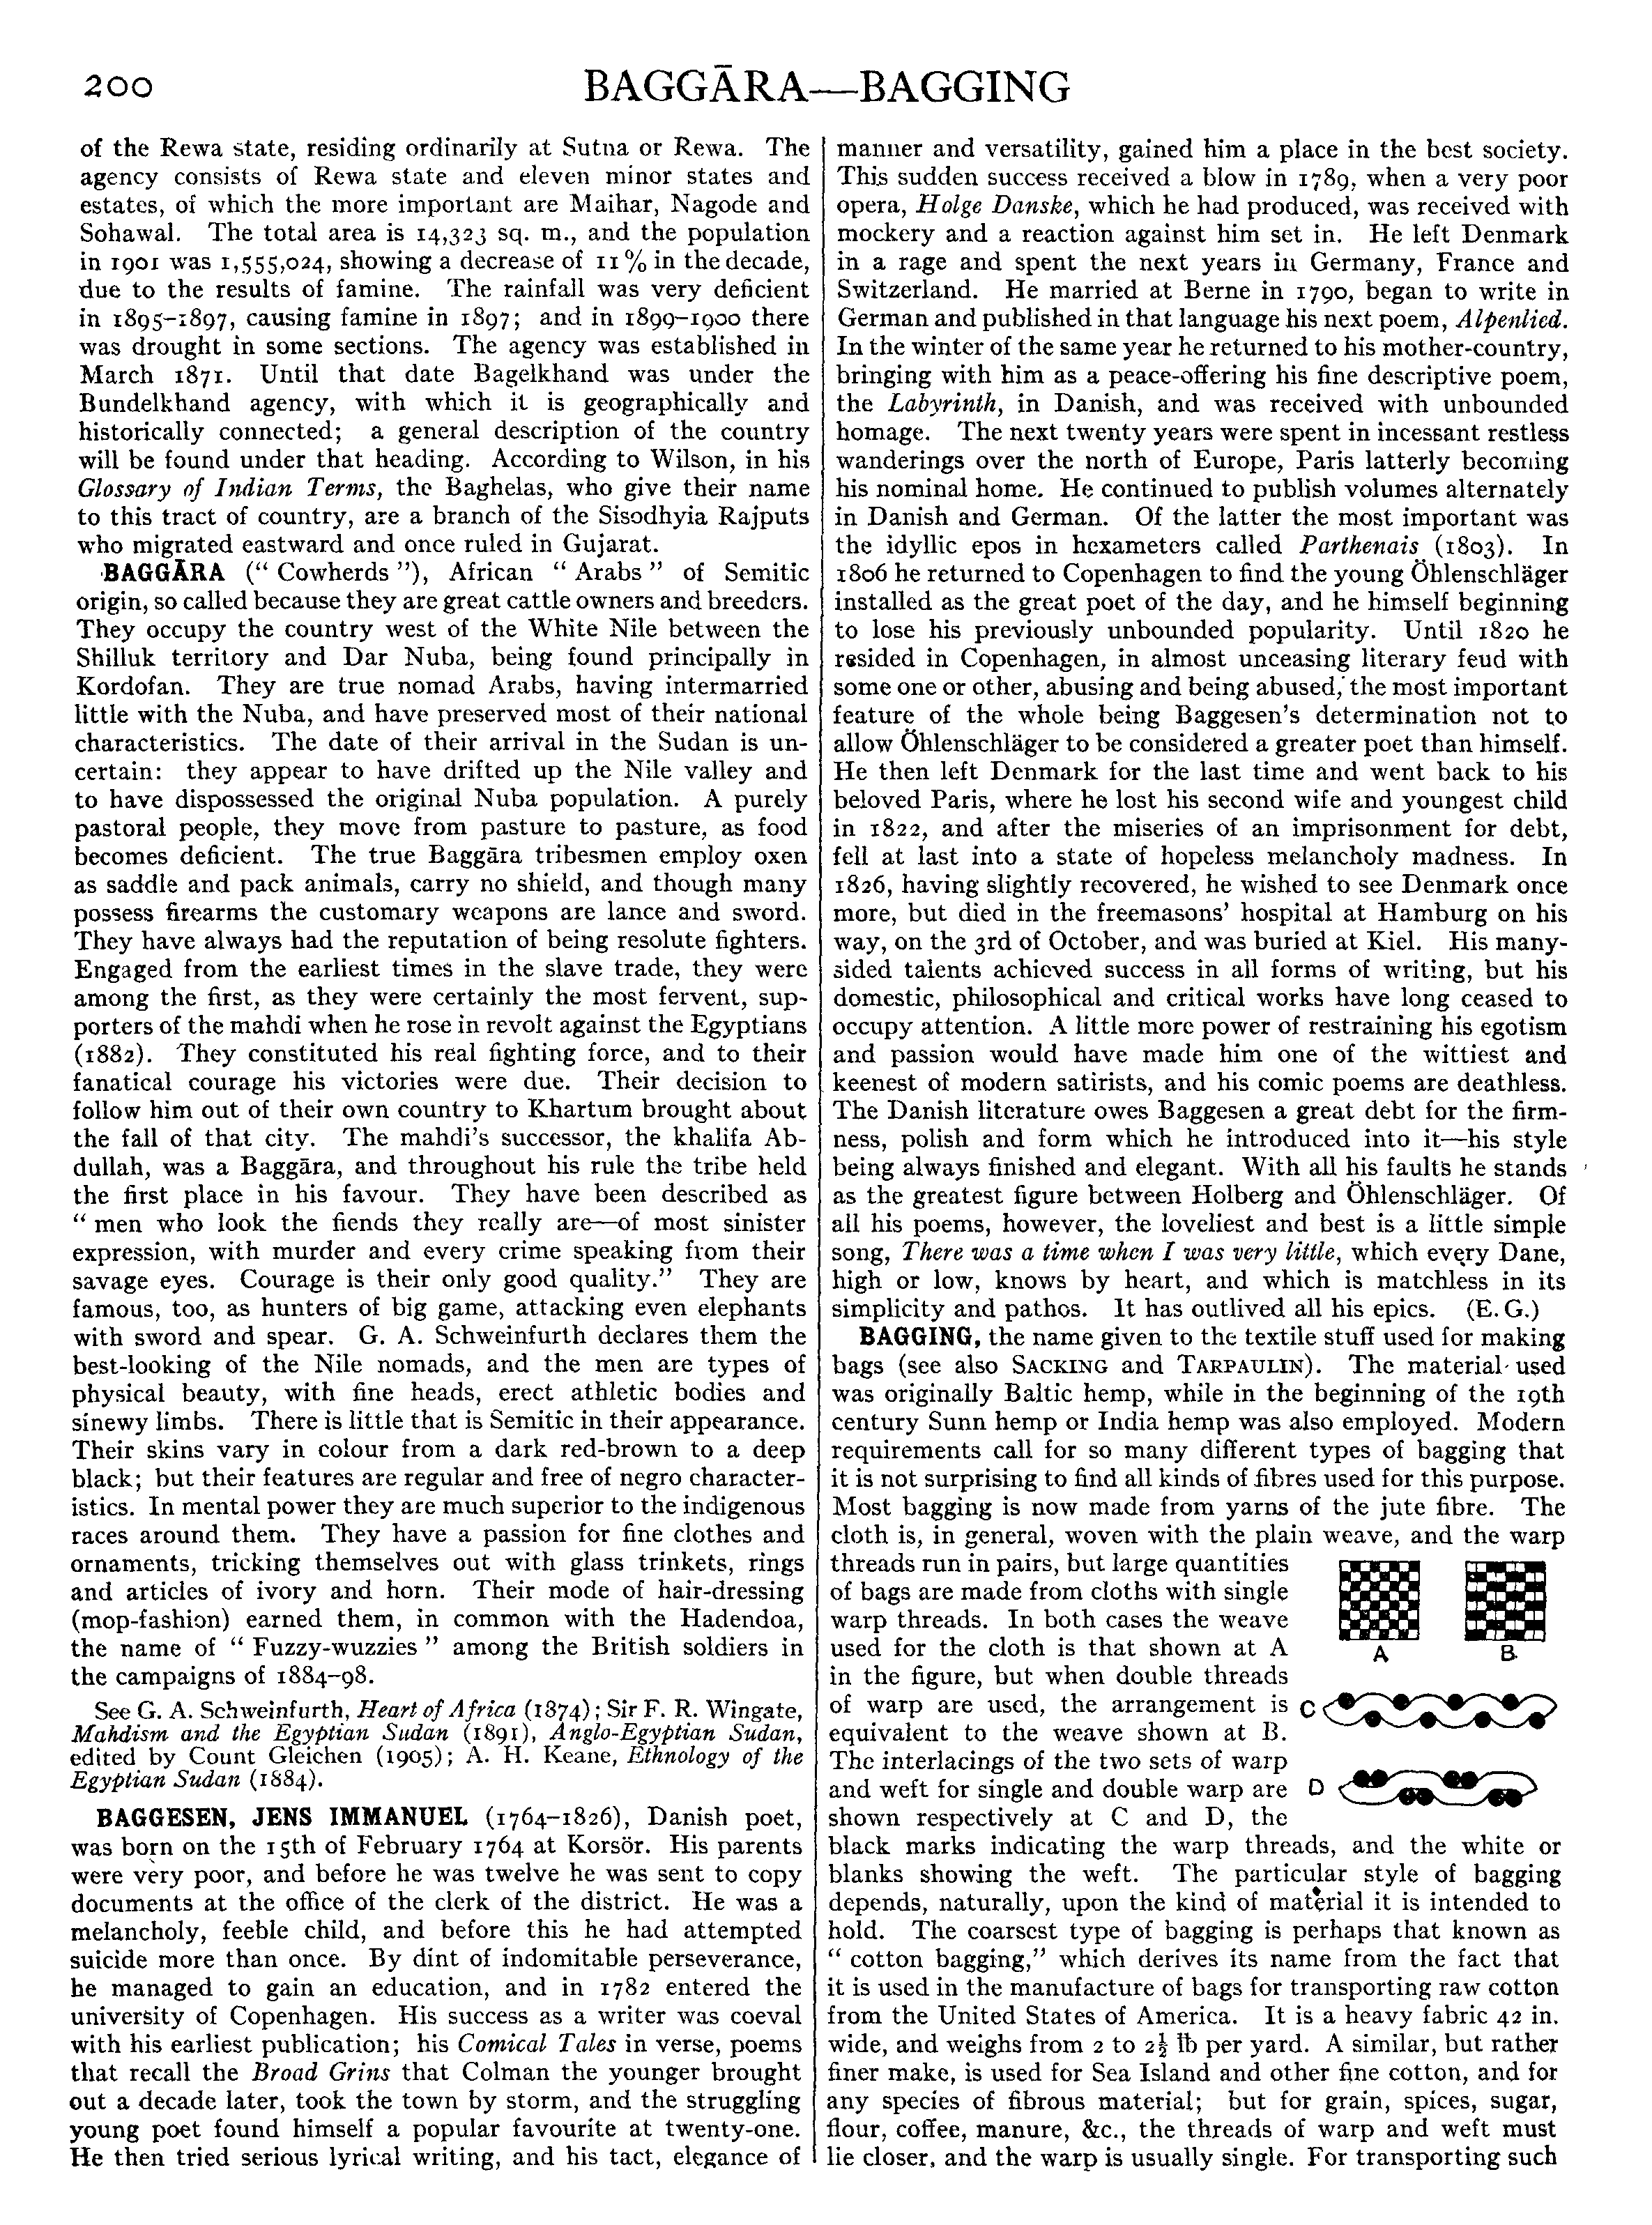 200
BAGGĀRA—BAGGING
of the Rewa state, residing ordinarily at Sutna or Rewa. The
agency consists of Rewa state and eleven minor states and
estates, of which the more important are Maihar, Nagode and
Sohawal. The total area is 14,323 sq. m., and the population
in 1901 was 1,555,024, showing a decrease of 11 % in the decade,
due to the results of famine. The rainfall was very deficient
in 1895–1897, causing famine in 1897; and in 1899–1900 there
was drought in some sections. The agency was established in
March 1871. Until that date Bagelkhand was under the
Bundelkhand agency, with which it is geographically and
historically connected; a general description of the country
will be found under that heading. According to Wilson, in his
Glossary of Indian Terms, the Baghelas, who give their name
to this tract of country, are a branch of the Sisodhyia Rajputs
who migrated eastward and once ruled in Gujarat.
BAGGĀRA (“ Cowherds ”), African “ Arabs ” of Semitic
origin, so called because they are great cattle owners and breeders.
They occupy the country west of the White Nile between the
Shilluk territory and Dar Nuba, being found principally in
Kordofan. They are true nomad Arabs, having intermarried
little with the Nuba, and have preserved most of their national
characteristics. The date of their arrival in the Sudan is un-
certain: they appear to have drifted up the Nile valley and
to have dispossessed the original Nuba population. A purely
pastoral people, they move from pasture to pasture, as food
becomes deficient. The true Baggāra tribesmen employ oxen
as saddle and pack animals, carry no shield, and though many
possess firearms the customary weapons are lance and sword.
They have always had the reputation of being resolute fighters.
Engaged from the earliest times in the slave trade, they were
among the first, as they were certainly the most fervent, sup-
porters of the mahdi when he rose in revolt against the Egyptians
(1882). They constituted his real fighting force, and to their
fanatical courage his victories were due. Their decision to
follow him out of their own country to Khartum brought about
the fall of that city. The mahdi’s successor, the khalifa Ab-
dullah, was a Baggāra, and throughout his rule the tribe held
the first place in his favour. They have been described as
“ men who look the fiends they really are—of most sinister
expression, with murder and every crime speaking from their
savage eyes. Courage is their only good quality.” They are
famous, too, as hunters of big game, attacking even elephants
with sword and spear. G. A. Schweinfurth declares them the
best-looking of the Nile nomads, and the men are types of
physical beauty, with fine heads, erect athletic bodies and
sinewy limbs. There is little that is Semitic in their appearance.
Their skins vary in colour from a dark red-brown to a deep
black; but their features are regular and free of negro character-
istics. In mental power they are much superior to the indigenous
races around them. They have a passion for fine clothes and
ornaments, tricking themselves out with glass trinkets, rings
and articles of ivory and horn. Their mode of hair-dressing
(mop-fashion) earned them, in common with the Hadendoa,
the name of “ Fuzzy-wuzzies ” among the British soldiers in
the campaigns of 1884–98.
See G. A. Schweinfurth, Heart of Africa (1874); Sir F. R. Wingate,
Mahdism and the Egyptian Sudan (1891), Anglo-Egyptian Sudan,
edited by Count Gleichen (1905); A. H. Keane, Ethnology of the
Egyptian Sudan (1884).
BAGGESEN, JENS IMMANUEL (1764–1826), Danish poet,
was born on the 15th of February 1764 at Korsör. His parents
were very poor, and before he was twelve he was sent to copy
documents at the office of the clerk of the district. He was a
melancholy, feeble child, and before this he had attempted
suicide more than once. By dint of indomitable perseverance,
he managed to gain an education, and in 1782 entered the
university of Copenhagen. His success as a writer was coeval
with his earliest publication; his Comical Tales in verse, poems
that recall the Broad Grins that Colman the younger brought
out a decade later, took the town by storm, and the struggling
young poet found himself a popular favourite at twenty-one.
He then tried serious lyrical writing, and his tact, elegance of
manner and versatility, gained him a place in the best society.
This sudden success received a blow in 1789, when a very poor
opera, Holge Danske, which he had produced, was received with
mockery and a reaction against him set in. He left Denmark
in a rage and spent the next years in Germany, France and
Switzerland. He married at Berne in 1790, began to write in
German and published in that language his next poem, Alpenlied.
In the winter of the same year he returned to his mother-country,
bringing with him as a peace-offering his fine descriptive poem,
the Labyrinth, in Danish, and was received with unbounded
homage. The next twenty years were spent in incessant restless
wanderings over the north of Europe, Paris latterly becoming
his nominal home. He continued to publish volumes alternately
in Danish and German. Of the latter the most important was
the idyllic epos in hexameters called Parthenais (1803). In
1806 he returned to Copenhagen to find the young Öhlenschläger
installed as the great poet of the day, and he himself beginning
to lose his previously unbounded popularity. Until 1820 he
resided in Copenhagen, in almost unceasing literary feud with
some one or other, abusing and being abused, the most important
feature of the whole being Baggesen’s determination not to
allow Öhlenschläger to be considered a greater poet than himself.
He then left Denmark for the last time and went back to his
beloved Paris, where he lost his second wife and youngest child
in 1822, and after the miseries of an imprisonment for debt,
fell at last into a state of hopeless melancholy madness. In
1826, having slightly recovered, he wished to see Denmark once
more, but died in the freemasons’ hospital at Hamburg on his
way, on the 3rd of October, and was buried at Kiel. His many-
sided talents achieved success in all forms of writing, but his
domestic, philosophical and critical works have long ceased to
occupy attention. A little more power of restraining his egotism
and passion would have made him one of the wittiest and
keenest of modern satirists, and his comic poems are deathless.
The Danish literature owes Baggesen a great debt for the firm-
ness, polish and form which he introduced into it—his style
being always finished and elegant. With all his faults he stands
as the greatest figure between Holberg and Öhlenschläger. Of
all his poems, however, the loveliest and best is a little simple
song, There was a time when I was very little, which every Dane,
high or low, knows by heart, and which is matchless in its
simplicity and pathos. It has outlived all his epics. (E. G.)
BAGGING, the name given to the textile stuff used for making
bags (see also SACKING and TARPAULIN). The material used
was originally Baltic hemp, while in the beginning of the 19th
century Sunn hemp or India hemp was also employed. Modern
requirements call for so many different types of bagging that
it is not surprising to find all kinds of fibres used for this purpose.
Most bagging is now made from yarns of the jute fibre. The
cloth is, in general, woven with the plain weave, and the warp
threads run in pairs, but large quantities
of bags are made from cloths with single
warp threads. In both cases the weave
used for the cloth is that shown at A
in the figure, but when double threads
of warp are used, the arrangement is
equivalent to the weave shown at B.
The interlacings of the two sets of warp
and weft for single and double warp are
shown respectively at C and D, the
A
B.
C
D
black marks indicating the warp threads, and the white or
blanks showing the weft. The particular style of bagging
depends, naturally, upon the kind of material it is intended to
hold. The coarsest type of bagging is perhaps that known as
“ cotton bagging,” which derives its name from the fact that
it is used in the manufacture of bags for transporting raw cotton
from the United States of America. It is a heavy fabric 42 in.
wide, and weighs from 2 to 2½ ℔ per yard. A similar, but rather
finer make, is used for Sea Island and other fine cotton, and for
any species of fibrous material; but for grain, spices, sugar,
flour, coffee, manure, &c., the threads of warp and weft must
lie closer, and the warp is usually single. For transporting such